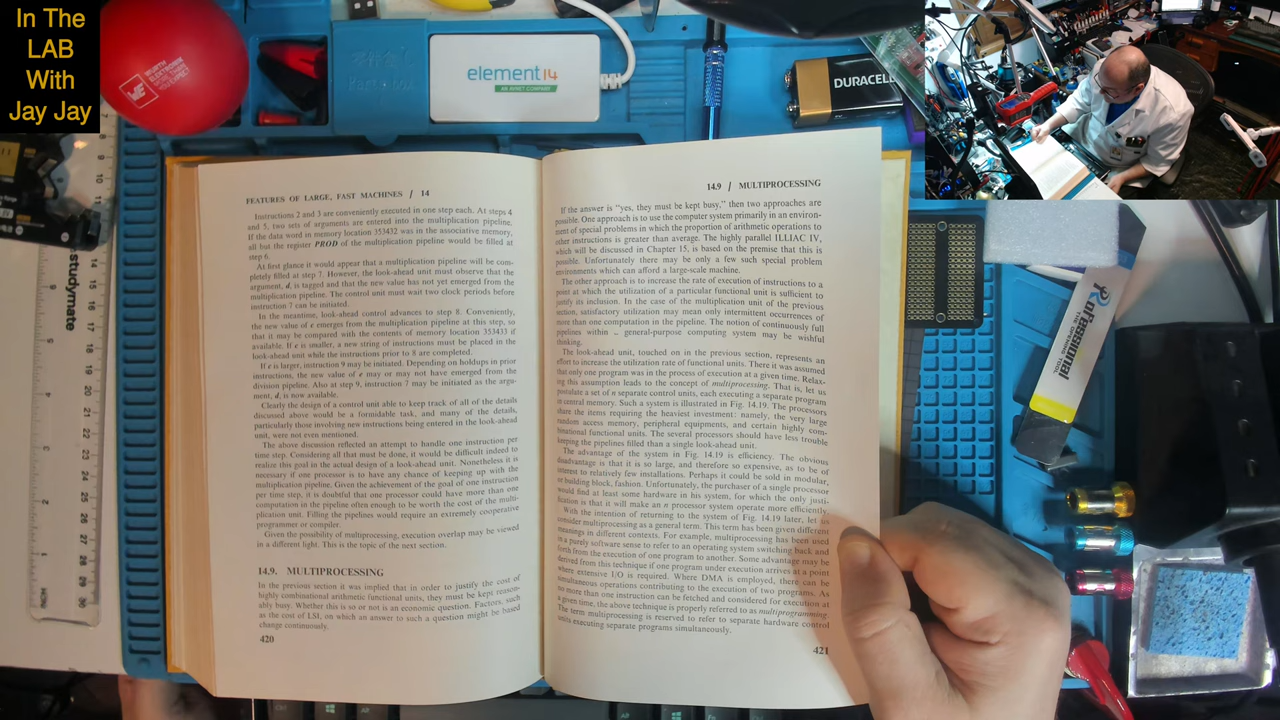 In The
LAB
With
Jay Jay
WURTH
ELEKTRONIK
MORE THAN
YOU
EXPECT
WE
element14
AN AVNET COMPANY
DURACELL
studymate
Professional
THE OPENING TOOL
FEATURES OF LARGE, FAST MACHINES / 14
Instructions 2 and 3 are conveniently executed in one step each. At steps 4
and 5, two sets of arguments are entered into the multiplication pipeline.
If the data word in memory location 353432 was in the associative memory,
all but the register PROD of the multiplication pipeline would be filled at
step 6.
At first glance it would appear that a multiplication pipeline will be com-
pletely filled at step 7. However, the look-ahead unit must observe that the
argument, d, is tagged and that the new value has not yet emerged from the
multiplication pipeline. The control unit must wait two clock periods before
instruction 7 can be initiated.
In the meantime, look-ahead control advances to step 8. Conveniently,
the new value of e emerges from the multiplication pipeline at this step, so
that it may be compared with the contents of memory location 353433 if
available. If e is smaller, a new string of instructions must be placed in the
look-ahead unit while the instructions prior to 8 are completed.
If e is larger, instruction 9 may be initiated. Depending on holdups in prior
instructions, the new value of e may or may not have emerged from the
division pipeline. Also at step 9, instruction 7 may be initiated as the argu-
ment, d, is now available.
Clearly the design of a control unit able to keep track of all of the details
discussed above would be a formidable task, and many of the details,
particularly those involving new instructions being entered in the look-ahead
unit, were not even mentioned.
The above discussion reflected an attempt to handle one instruction per
time step. Considering all that must be done, it would be difficult indeed to
realize this goal in the actual design of a look-ahead unit. Nonetheless it is
necessary if one processor is to have any chance of keeping up with the
multiplication pipeline. Given the achievement of the goal of one instruction
per time step, it is doubtful that one processor could have more than one
computation in the pipeline often enough to be worth the cost of the multi-
plication unit. Filling the pipelines would require an extremely cooperative
programmer or compiler.
Given the possibility of multiprocessing, execution overlap may be viewed
in a different light. This is the topic of the next section.
14.9. MULTIPROCESSING
In the previous section it was implied that in order to justify the cost of
highly combinational arithmetic functional units, they must be kept reason-
ably busy. Whether this is so or not is an economic question. Factors, such
as the cost of LSI, on which an answer to such a question might be based
change continuously.
420
14.9 / MULTIPROCESSING
If the answer is "yes, they must be kept busy," then two approaches are
possible. One approach is to use the computer system primarily in an environ-
ment of special problems in which the proportion of arithmetic operations to
other instructions is greater than average. The highly parallel ILLIAC IV,
which will be discussed in Chapter 15, is based on the premise that this is
possible. Unfortunately there may be only a few such special problem
environments which can afford a large-scale machine.
The other approach is to increase the rate of execution of instructions to a
point at which the utilization of a particular functional unit is sufficient to
justify its inclusion. In the case of the multiplication unit of the previous
section, satisfactory utilization may mean only intermittent occurrences of
more than one computation in the pipeline. The notion of continuously full
pipelines within general purpose computing system may be wishful
thinking.
The look-ahead unit, touched on in the previous section, represents an
effort to increase the utilization rate of functional units. There it was assumed
that only one program was in the process of execution at a given time. Relax-
ing this assumption leads to the concept of multiprocessing. That is, let us
postulate a set of n separate control units, each executing a separate program
in central memory. Such a system is illustrated in Fig. 14.19. The processors
share the items requiring the heaviest investment: namely, the very large
random access memory, peripheral equipments, and certain highly com-
binational functional units. The several processors should have less trouble
keeping the pipelines filled than a single look-ahead unit.
The advantage of the system in Fig. 14.19 is efficiency. The obvious
disadvantage is that it is so large, and therefore so expensive, as to be of
interest to relatively few installations. Perhaps it could be sold in modular,
or building block, fashion. Unfortunately, the purchaser of a single processor
would find at least some hardware in his system, for which the only justi-
fication is that it will make an n processor system operate more efficiently.
With the intention of returning to the system of Fig. 14.19 later, let us
consider multiprocessing as a general term. This term has been given different
meanings in different contexts. For example, multiprocessing has been used
in a purely software sense to refer to an operating system switching back and
forth from the execution of one program to another. Some advantage may be
derived from this technique if one program under execution arrives at a point
where extensive I/O is required. Where DMA is employed, there can be
simultaneous operations contributing to the execution of two programs. As
no more than one instruction can be fetched and considered for execution at
a given time, the above technique is properly referred to as multiprogramming.
The term multiprocessing is reserved to refer to separate hardware control
units executing separate programs simultaneously.
421